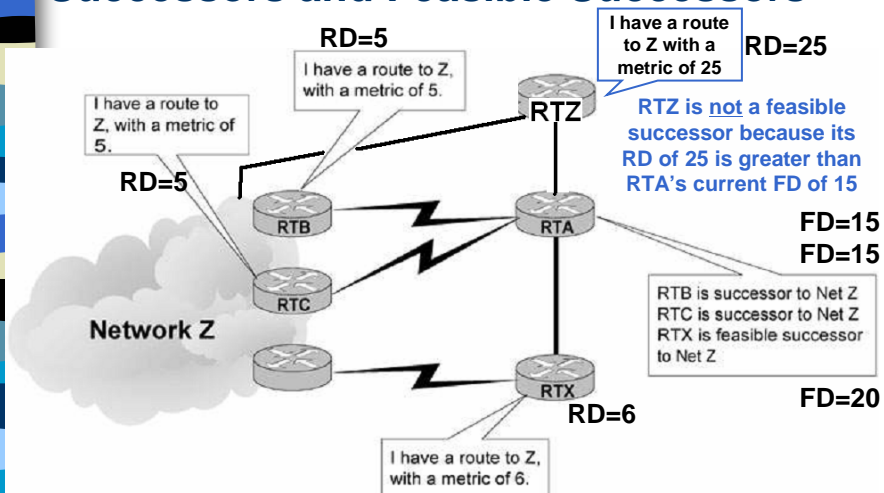 Successors and Feasible Successors
RD=5
I have a route
to Z with a
metric of 25
RD=25
I have a route to Z,
with a metric of 5.
I have a route to
Z, with a metric of
5.
RTZ
RTZ is not a feasible
successor because its
RD of 25 is greater than
RTA's current FD of 15
RD=5
RTB
RTA
FD=15
FD=15
RTC
RTB is successor to Net Z
RTC is successor to Net Z
RTX is feasible successor
to Net Z
Network Z
RTX
FD=20
RD=6
I have a route to Z,
with a metric of 6.